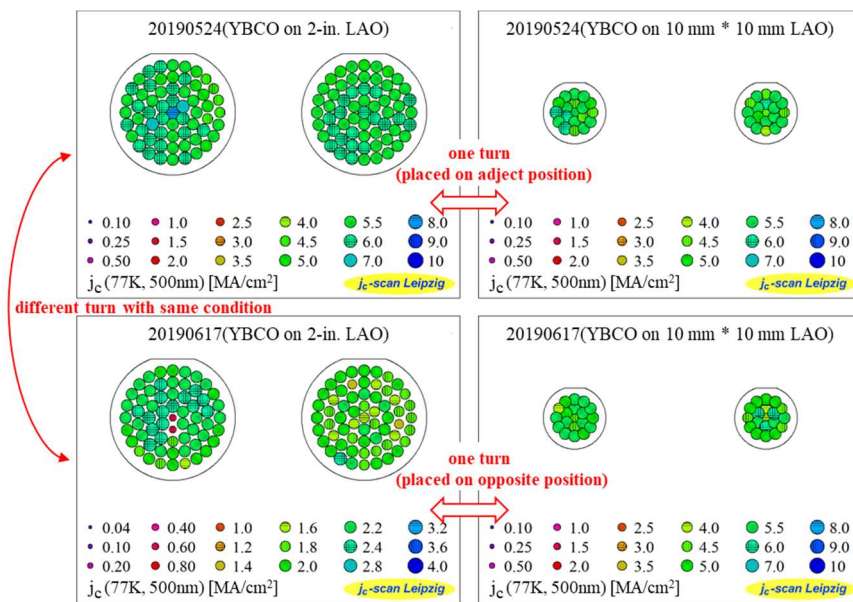 20190524(YBCO on 2-in. LAO)
0.10 1.0 2.5 4.0 5.5 8.0
0.25 1.5 3.0 4.5 6.0 9.0
0.50 2.0 3.5 5.0 7.0 10
jc (77K, 500nm) [MA/cm²] jc-scan Leipzig
20190524(YBCO on 10 mm * 10 mm LAO)
0.10 1.0 2.5 4.0 5.5 8.0
0.25 1.5 3.0 4.5 6.0 9.0
0.50 2.0 3.5 5.0 7.0 10
jc (77K, 500nm) [MA/cm²] jc-scan Leipzig
one turn
(placed on adject position)
different turn with same condition
20190617(YBCO on 2-in. LAO)
0.04 0.40 1.0 1.6 2.2 3.2
0.10 0.60 1.2 1.8 2.4 3.6
0.20 0.80 1.4 2.0 2.8 4.0
jc (77K, 500nm) [MA/cm²] jc-scan Leipzig
20190617(YBCO on 10 mm * 10 mm LAO)
0.10 1.0 2.5 4.0 5.5 8.0
0.25 1.5 3.0 4.5 6.0 9.0
0.50 2.0 3.5 5.0 7.0 10
jc (77K, 500nm) [MA/cm²] jc-scan Leipzig
one turn
(placed on opposite position)